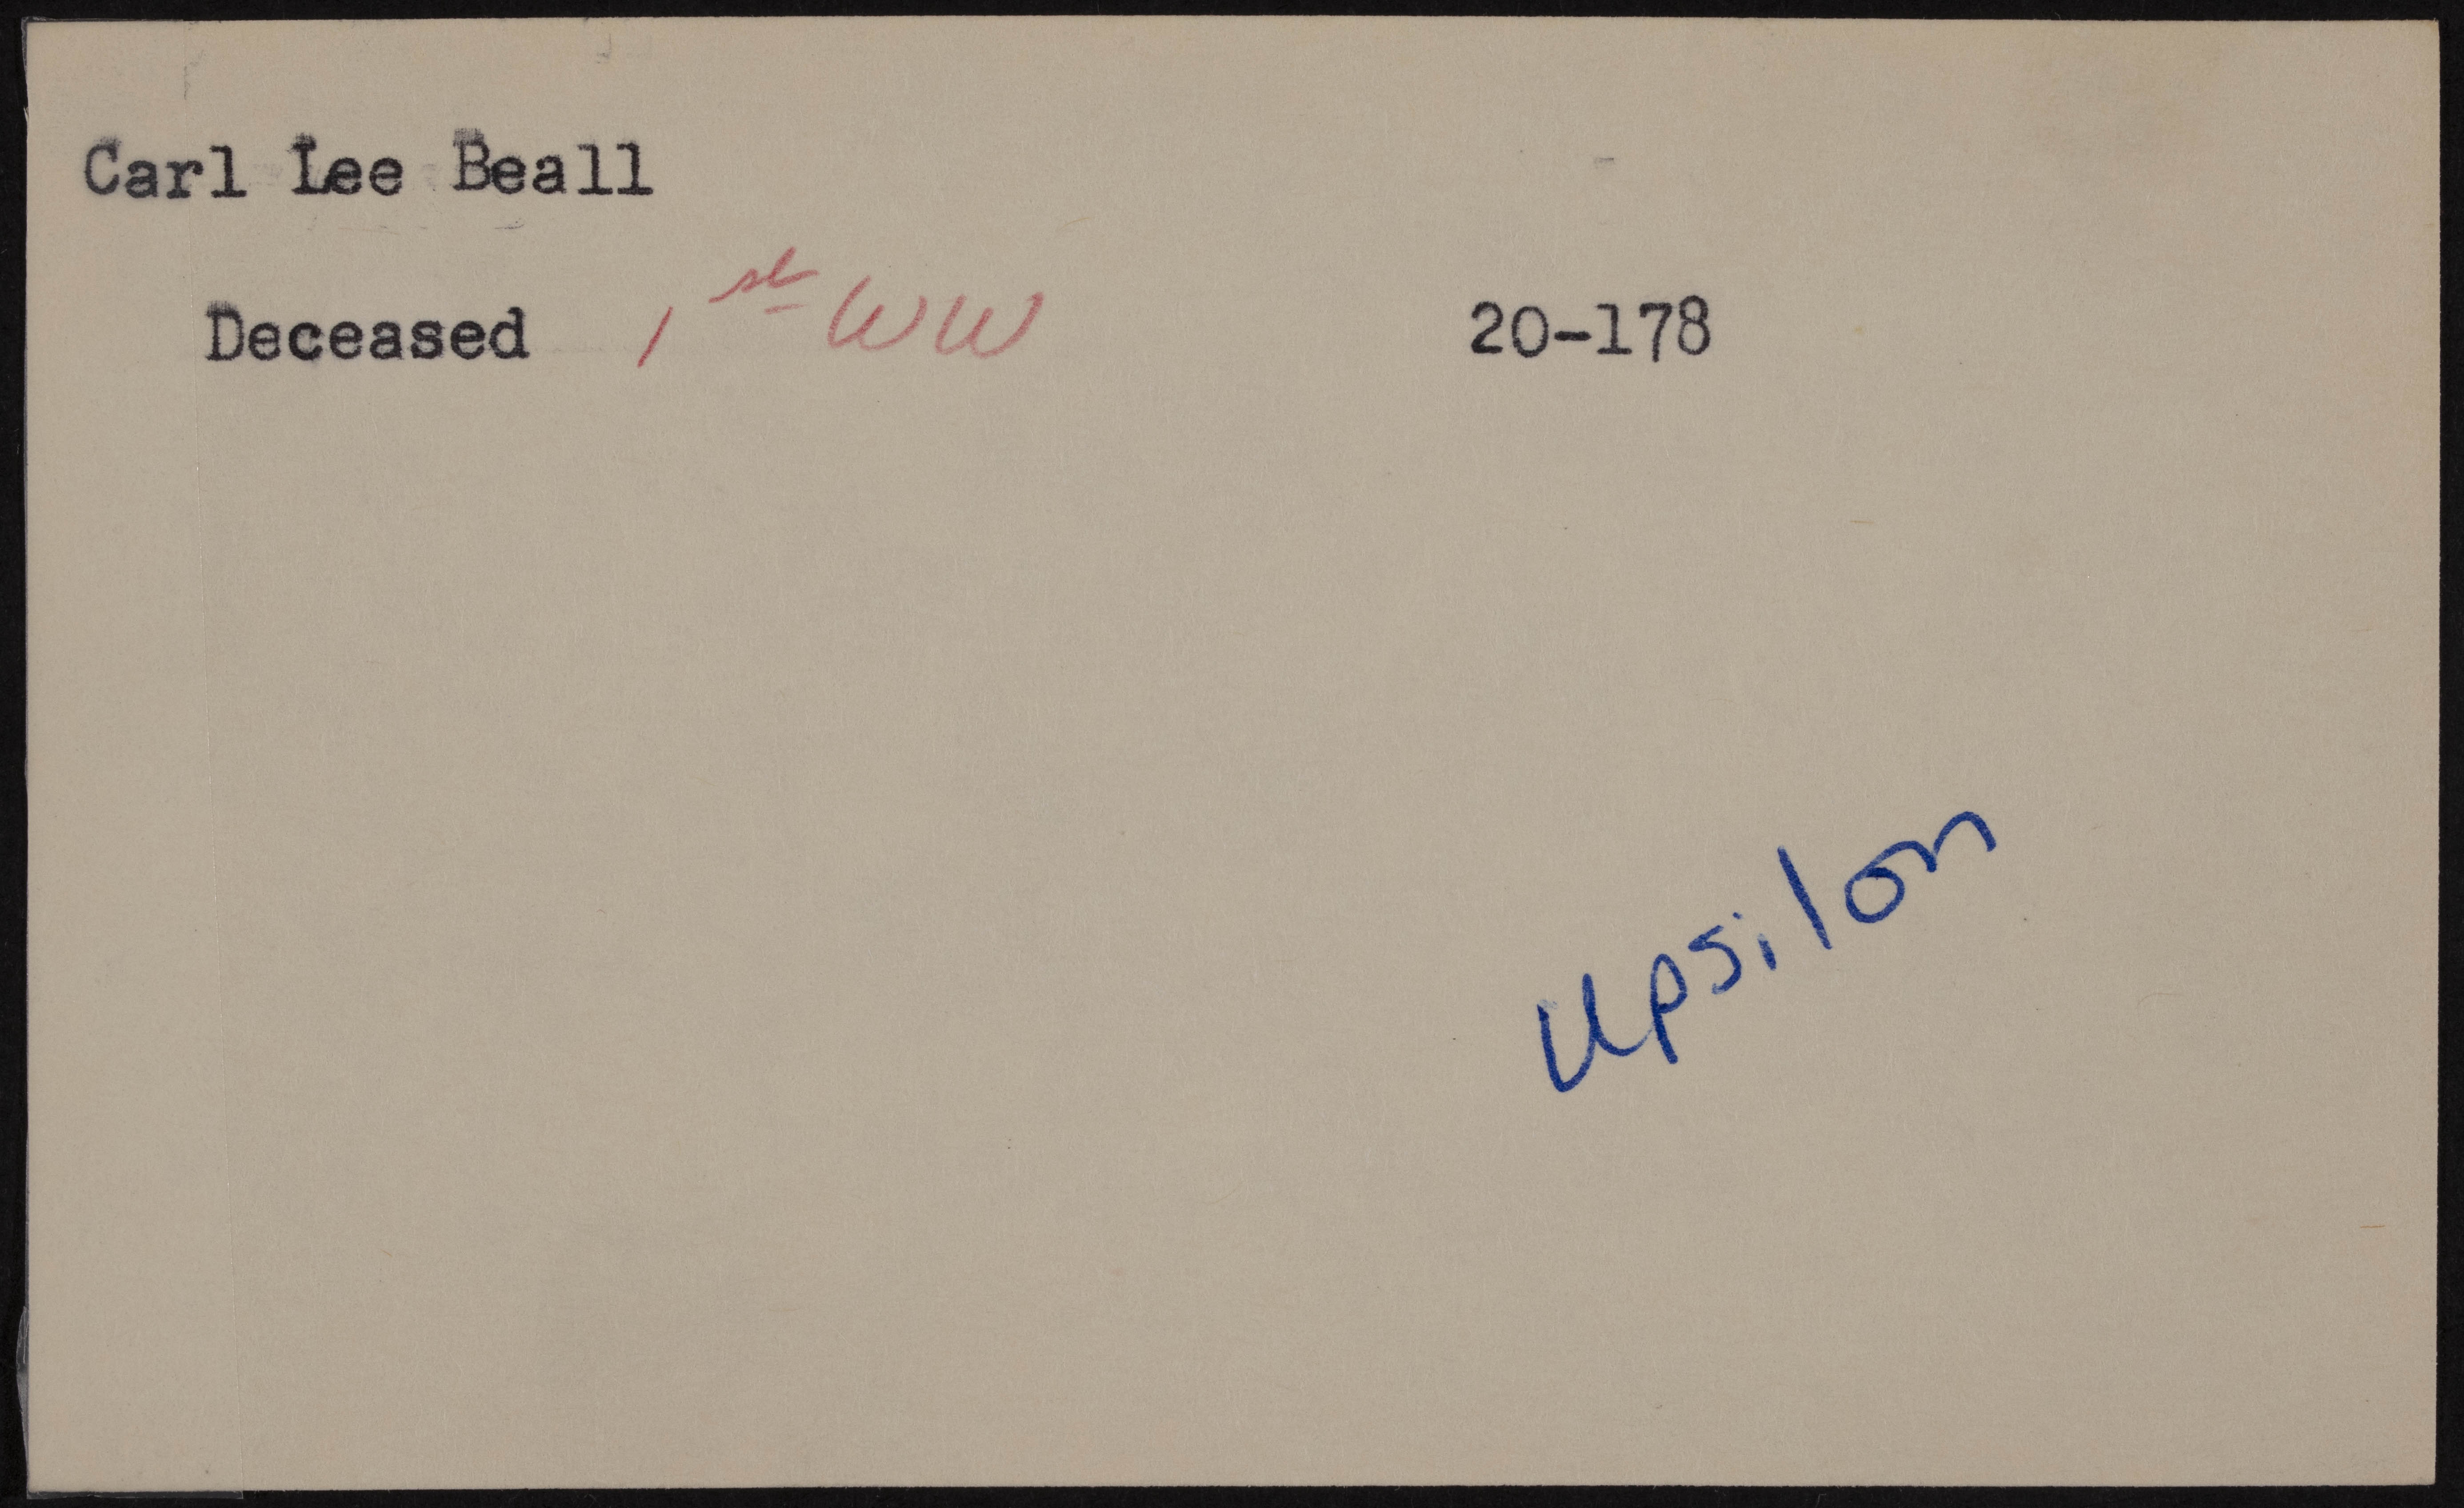 Carl Lee Beall
Deceased 1st WW 20-178
Upsilon